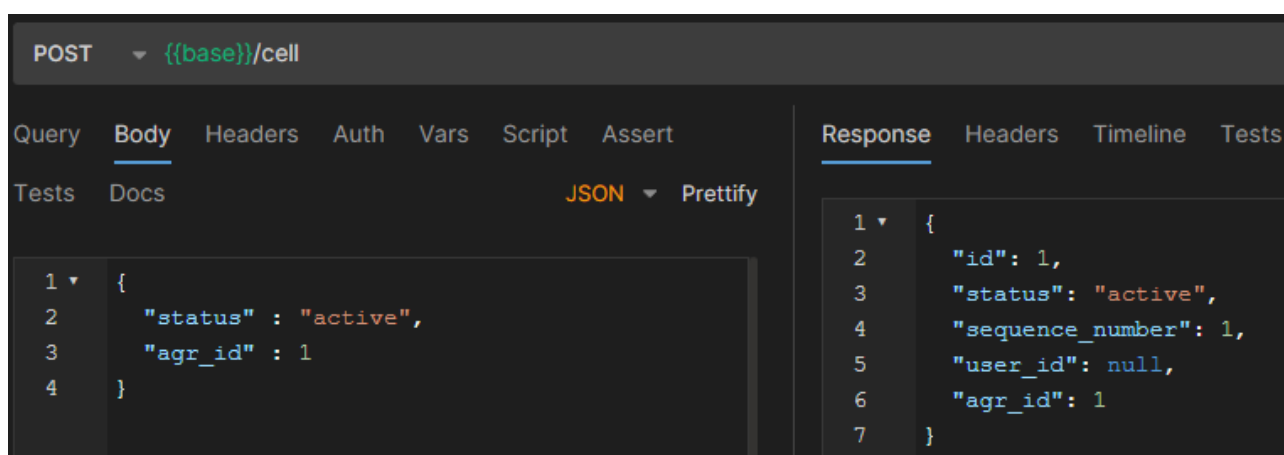 POST {{base}}/cell
Query Body Headers Auth Vars Script Assert
Tests Docs JSON Prettify
1 {
2 "status" : "active",
3 "agr_id" : 1
4 }
Response Headers Timeline Tests
1 {
2 "id": 1,
3 "status": "active",
4 "sequence_number": 1,
5 "user_id": null,
6 "agr_id": 1
7 }